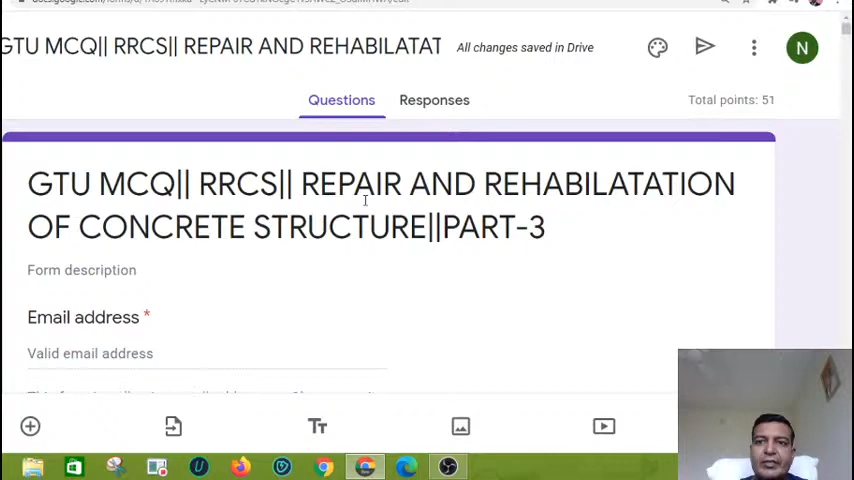 GTU MCQ|| RRCS|| REPAIR AND REHABILATAT
All changes saved in Drive
N
Questions
Responses
Total points: 51
GTU MCQ|| RRCS|| REPAIR AND REHABILATATION
OF CONCRETE STRUCTURE||PART-3
Form description
Email address *
Valid email address